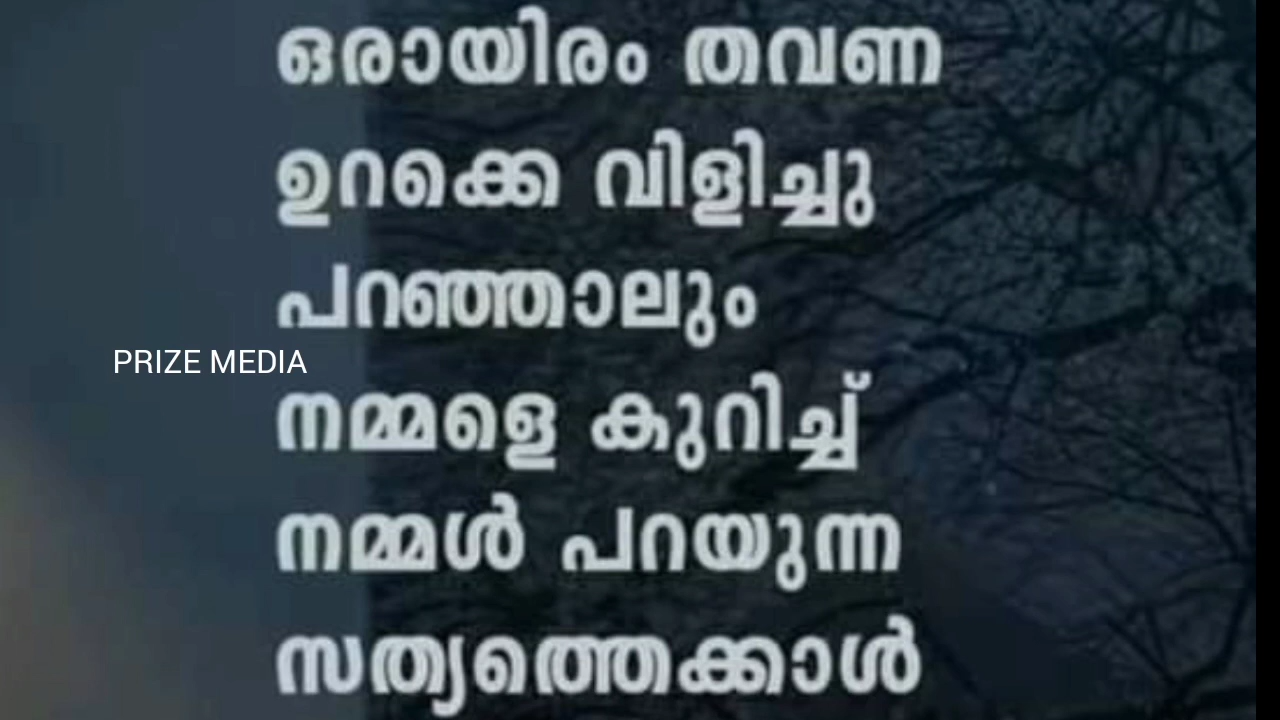 ഒരായിരം തവണ
ഉറക്കെ വിളിച്ചു
പറഞ്ഞാലും
PRIZE MEDIA
നമ്മളെ കുറിച്ച്
നമ്മൾ പറയുന്ന
സത്യത്തെക്കാൾ